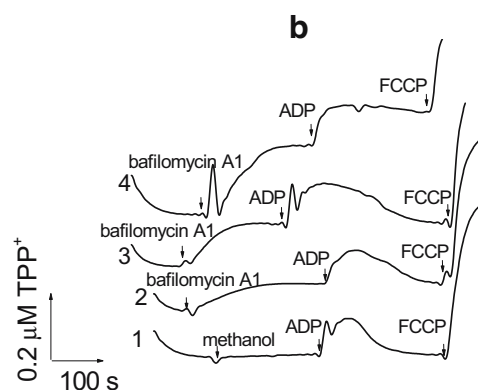 b
FCCP
ADP
bafilomycin A1
4
ADP
FCCP
bafilomycin A1
3
ADP
FCCP
bafilomycin A1
2
ADP
FCCP
1
methanol
0.2 μM TPP+
100 s